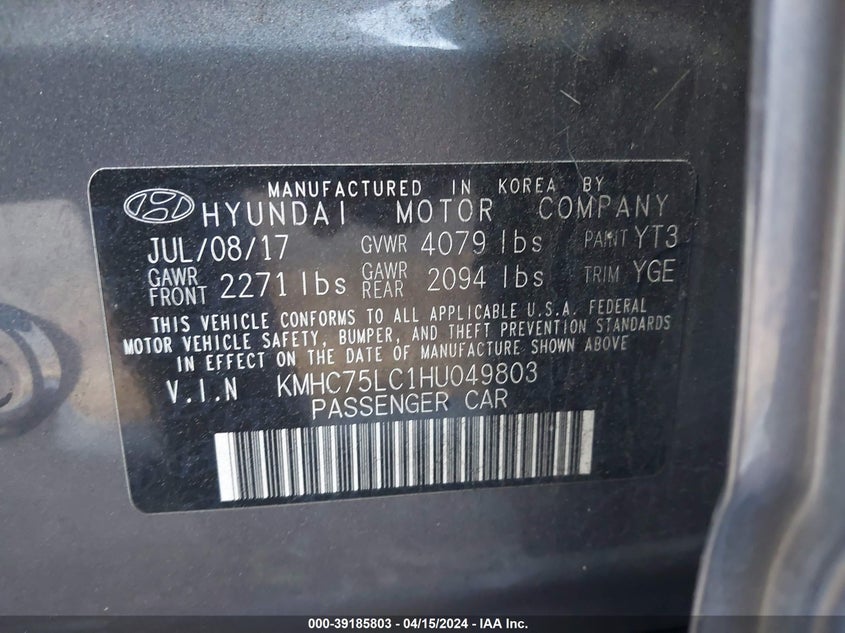 MANUFACTURED IN KOREA BY
HYUNDAI MOTOR COMPANY
JUL/08/17 GVWR 4079 lbs PAINT YT3
GAWR FRONT 2271 lbs GAWR REAR 2094 lbs TRIM YGE
THIS VEHICLE CONFORMS TO ALL APPLICABLE U.S.A. FEDERAL
MOTOR VEHICLE SAFETY, BUMPER, AND THEFT PREVENTION STANDARDS
IN EFFECT ON THE DATE OF MANUFACTURE SHOWN ABOVE
V.I.N KMHC75LC1HU049803
PASSENGER CAR
000-39185803 - 04/15/2024 - IAA Inc.